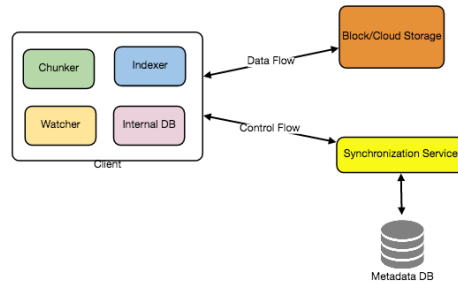 Block/Cloud Storage
Chunker
Indexer
Data Flow
Watcher
Internal DB
Control Flow
Client
Synchronization Service
Metadata DB